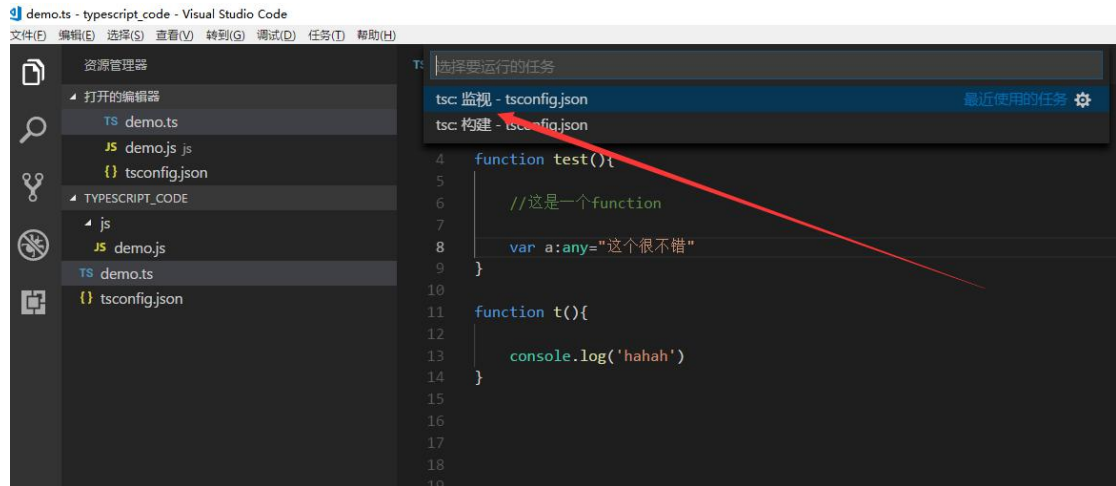 demo.ts - typescript_code - Visual Studio Code
文件(F) 编辑(E) 选择(S) 查看(V) 转到(G) 调试(D) 任务(T) 帮助(H)
资源管理器
打开的编辑器
TS demo.ts
JS demo.js js
{} tsconfig.json
TYPESCRIPT_CODE
js
JS demo.js
TS demo.ts
{} tsconfig.json
选择要运行的任务
tsc: 监视 - tsconfig.json 最近使用的任务
tsc: 构建 - tsconfig.json
4 function test(){
5
6 //这是一个function
7
8 var a:any="这个很不错"
9 }
10
11 function t(){
12
13 console.log('hahah')
14 }
15
16
17
18
19